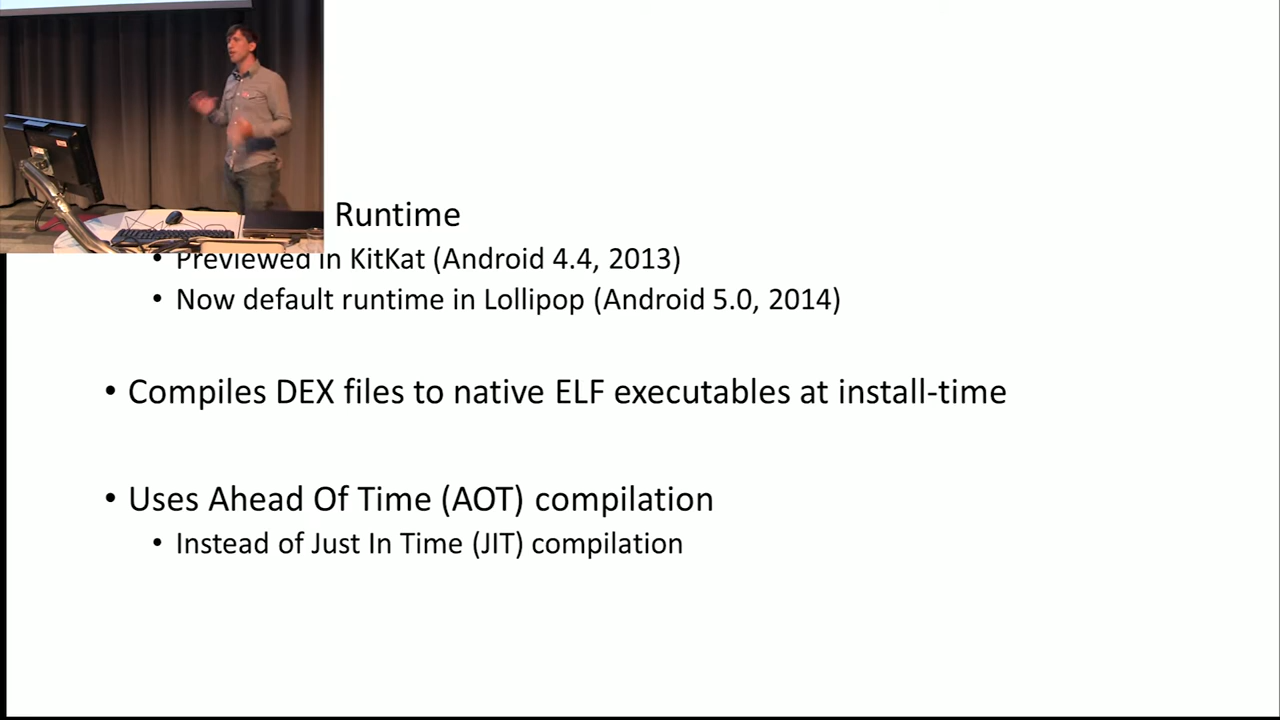 Runtime
• Previewed in KitKat (Android 4.4, 2013)
• Now default runtime in Lollipop (Android 5.0, 2014)
• Compiles DEX files to native ELF executables at install-time
• Uses Ahead Of Time (AOT) compilation
• Instead of Just In Time (JIT) compilation